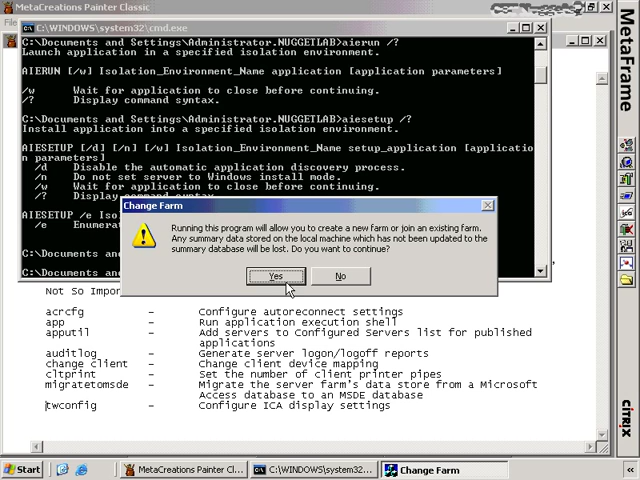 MetaCreations Painter Classic
C:\WINDOWS\system32\cmd.exe
C:\Documents and Settings\Administrator.NUGGETLAB>aierun /?
Launch application in a specified isolation environment.
AIERUN [/w] Isolation_Environment_Name application [application parameters]
/w Wait for application to close before continuing.
/? Display command syntax.
C:\Documents and Settings\Administrator.NUGGETLAB>aiesetup /?
Install application into a specified isolation environment.
AIESETUP [/d] [/n] [/w] Isolation_Environment_Name setup_application [applicatio
n parameters]
/d Disable the automatic application discovery process.
/n Do not set server to Windows install mode.
/w Wait for application to close before continuing.
/? Display command syntax.
AIESETUP /e Iso
/e Enumera
C:\Documents an
C:\Documents an
Change Farm
Running this program will allow you to create a new farm or join an existing farm.
Any summary data stored on the local machine which has not been updated to the
summary database will be lost. Do you want to continue?
Yes
No
Not So Impor
acrcfg - Configure autoreconnect settings
app - Run application execution shell
apputil - Add servers to Configured Servers list for published
applications
auditlog - Generate server logon/logoff reports
change client - Change client device mapping
cltprint - Set the number of client printer pipes
migratetomsde - Migrate the server farm's data store from a Microsoft
Access database to an MSDE database
twconfig - Configure ICA display settings
MetaFrame
CITRIX
Start
MetaCreations Painter Cl...
C:\WINDOWS\system32...
Change Farm